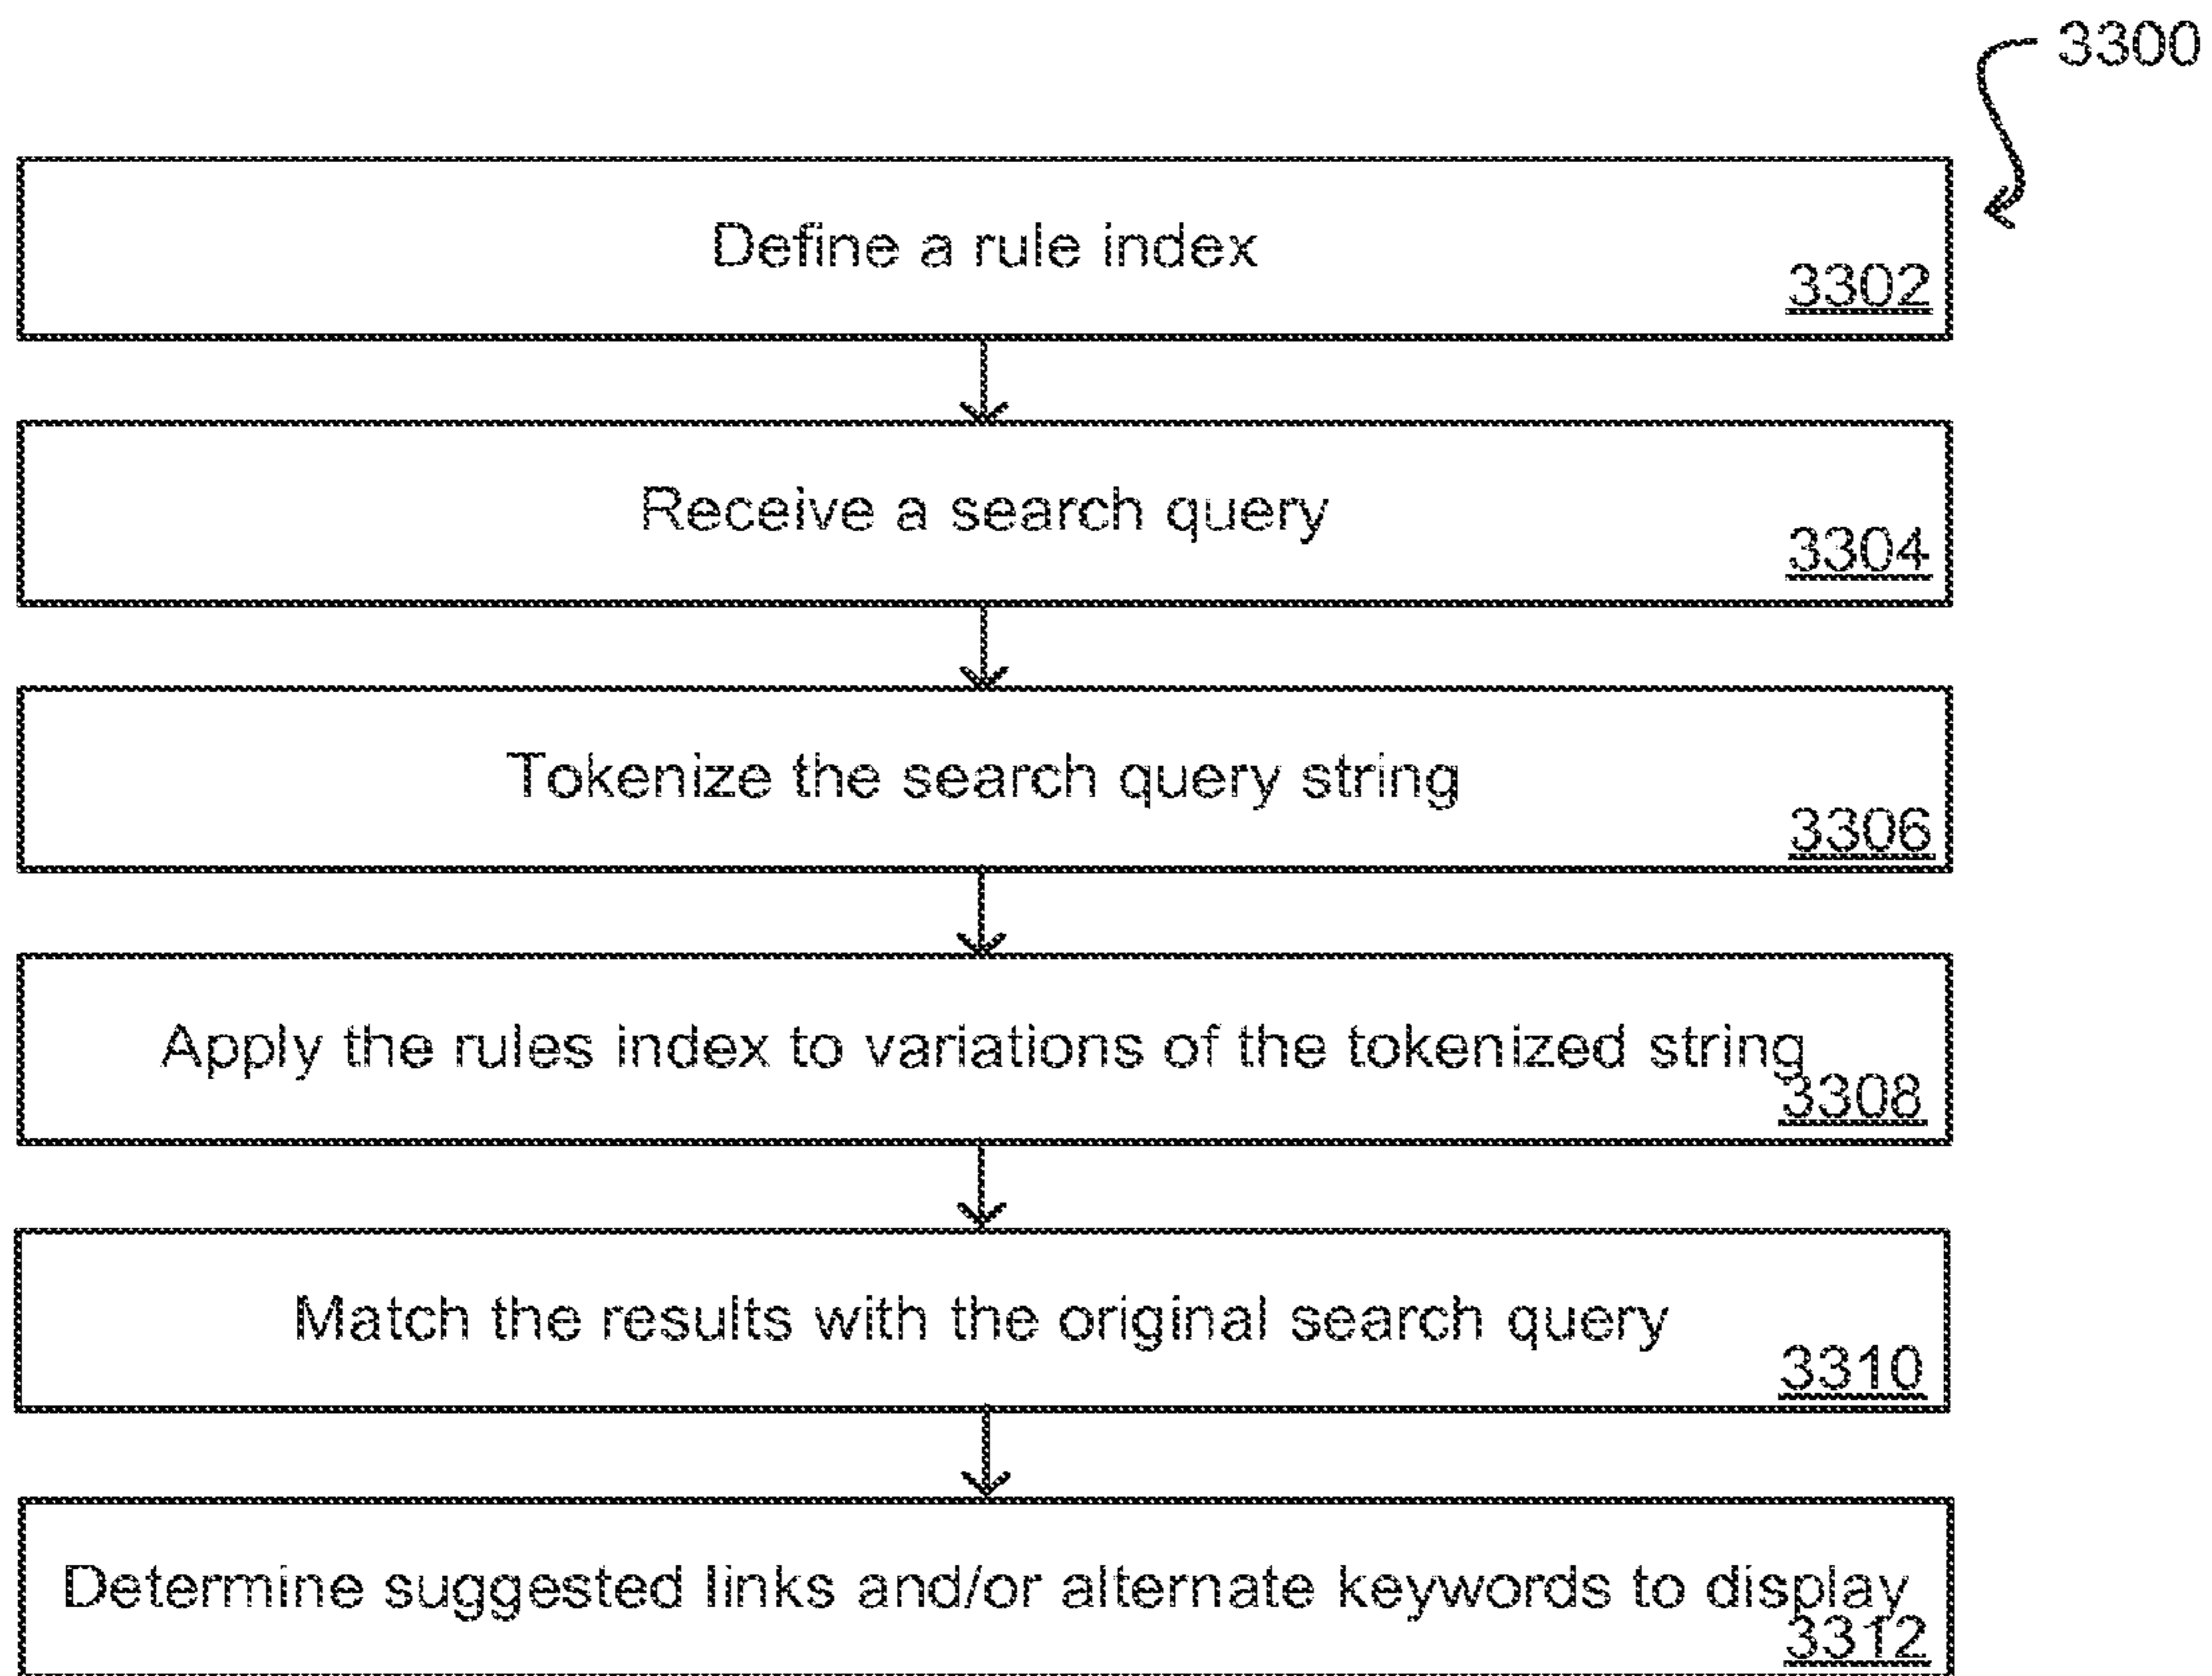 3300
Define a rule index
3302
Receive a search query
3304
Tokenize the search query string
3306
Apply the rules index to variations of the tokenized string
3308
Match the results with the original search query
3310
Determine suggested links and/or alternate keywords to display
3312